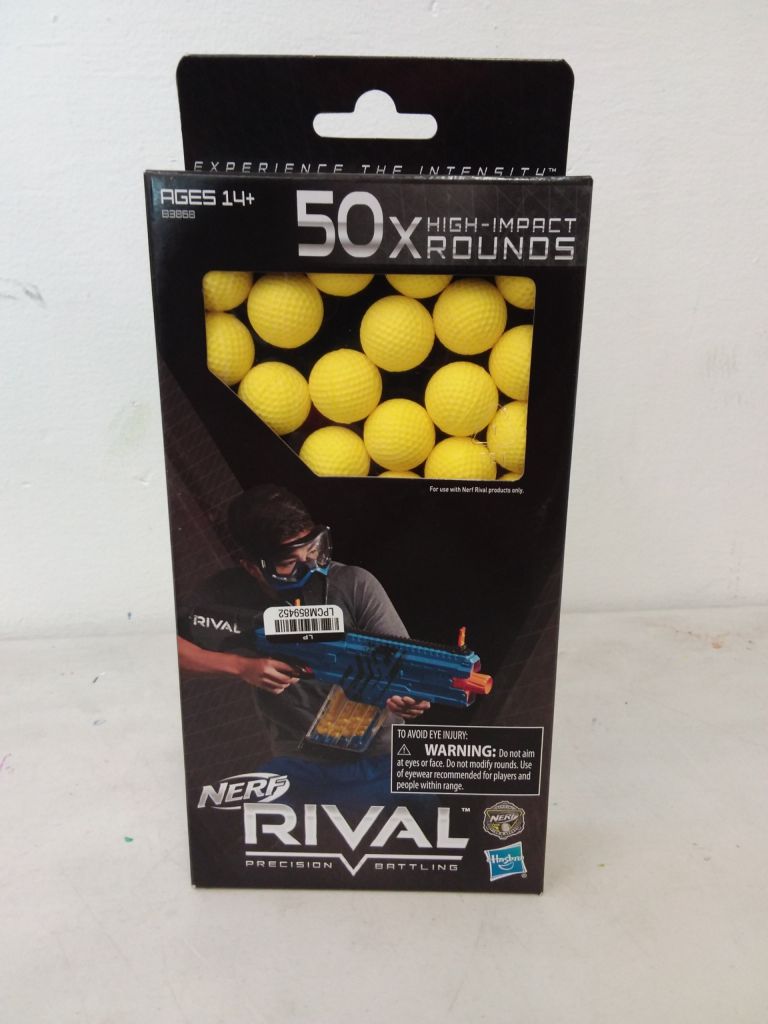 EXPERIENCE THE INTENSITY™
AGES 14+
B3868
50x HIGH-IMPACT
ROUNDS
For use with Nerf Rival products only.
RIVAL
LPCM859452
LP
TO AVOID EYE INJURY:
⚠ WARNING: Do not aim
at eyes or face. Do not modify rounds. Use
of eyewear recommended for players and
people within range.
NERF
RIVAL™
PRECISION BATTLING
NERF
Hasbro